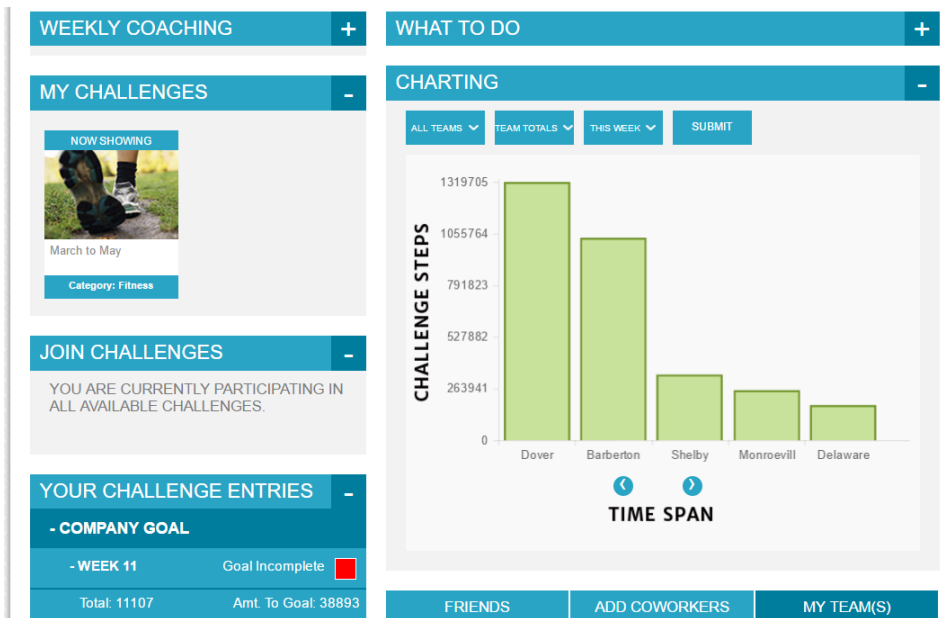 WEEKLY COACHING +
MY CHALLENGES -
NOW SHOWING
March to May
Category: Fitness
JOIN CHALLENGES -
YOU ARE CURRENTLY PARTICIPATING IN
ALL AVAILABLE CHALLENGES.
YOUR CHALLENGE ENTRIES -
- COMPANY GOAL
- WEEK 11 Goal Incomplete
Total: 11107 Amt. To Goal: 38893
WHAT TO DO +
CHARTING -
ALL TEAMS TEAM TOTALS THIS WEEK SUBMIT
CHALLENGE STEPS
1319705
1055764
791823
527882
263941
0
Dover Barberton Shelby Monroevill Delaware
TIME SPAN
FRIENDS ADD COWORKERS MY TEAM(S)